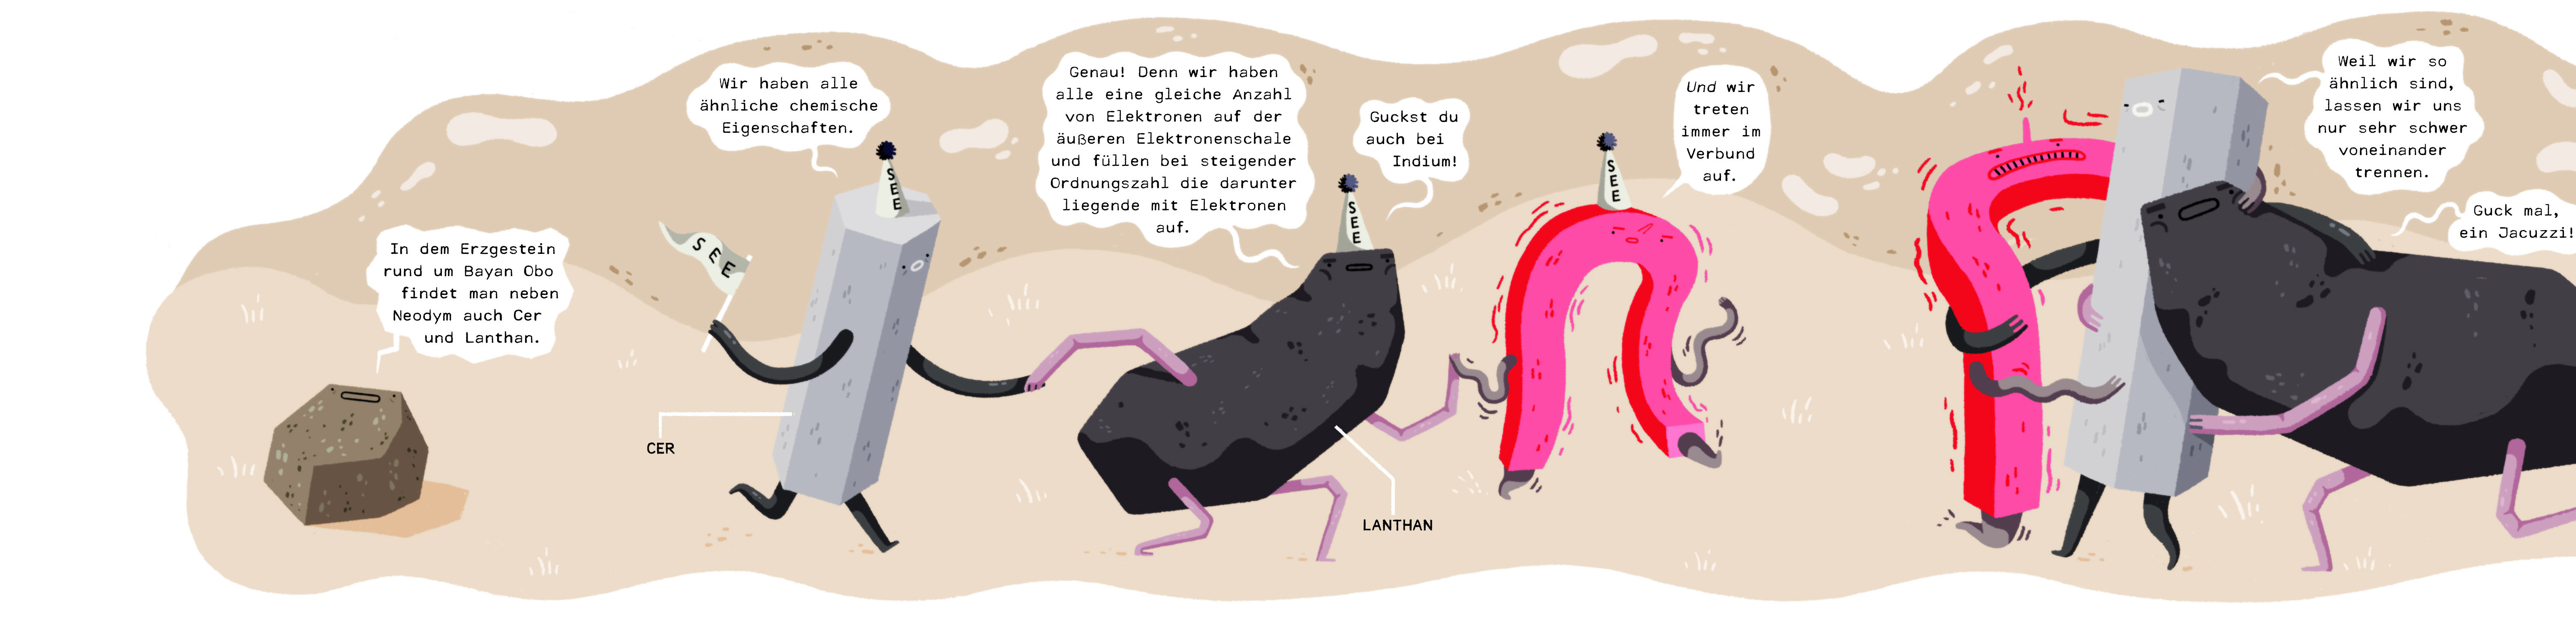 In dem Erzgestein
rund um Bayan Obo
findet man neben
Neodym auch Cer
und Lanthan.
SEE
Wir haben alle
ähnliche chemische
Eigenschaften.
SEE
CER
Genau! Denn wir haben
alle eine gleiche Anzahl
von Elektronen auf der
äußeren Elektronenschale
und füllen bei steigender
Ordnungszahl die darunter
liegende mit Elektronen
auf.
Guckst du
auch bei
Indium!
SEE
LANTHAN
Und wir
treten
immer im
Verbund
auf.
SEE
Weil wir so
ähnlich sind,
lassen wir uns
nur sehr schwer
voneinander
trennen.
Guck mal,
ein Jacuzzi!